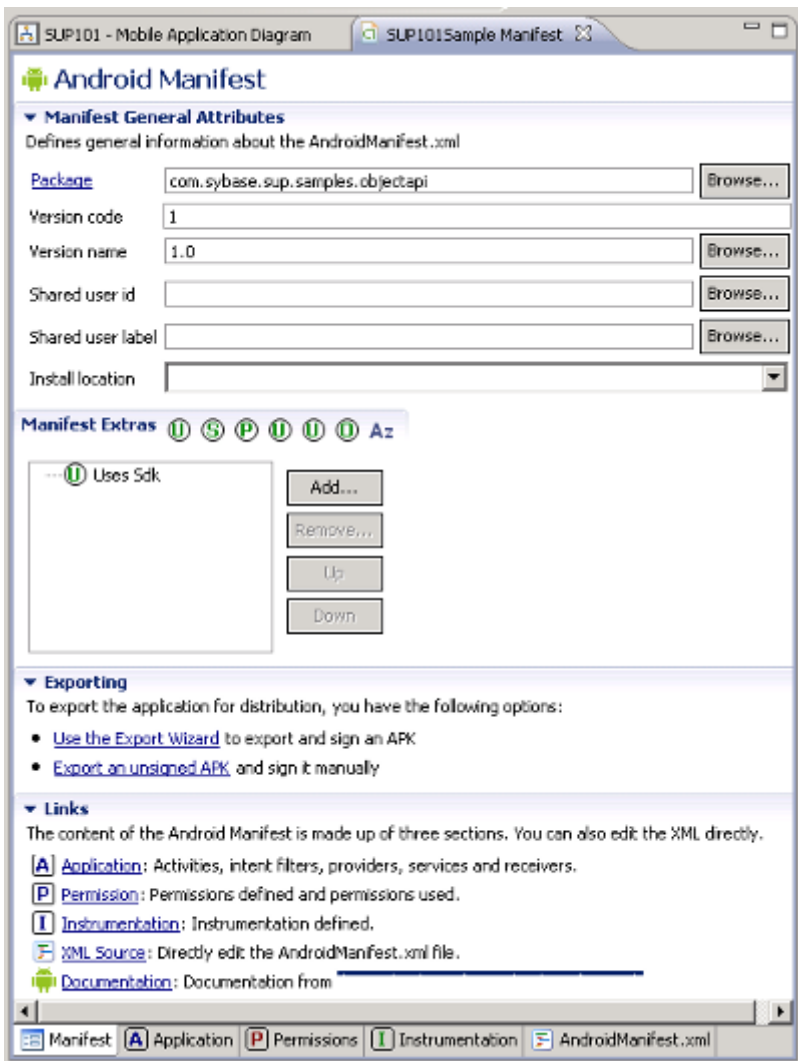 SUP101 - Mobile Application Diagram
SUP101Sample Manifest
Android Manifest
Manifest General Attributes
Defines general information about the AndroidManifest.xml
Package com.sybase.sup.samples.objectapi Browse...
Version code 1
Version name 1.0 Browse...
Shared user id Browse...
Shared user label Browse...
Install location
Manifest Extras U S P U U U Az
U Uses Sdk
Add...
Remove...
Up
Down
Exporting
To export the application for distribution, you have the following options:
• Use the Export Wizard to export and sign an APK
• Export an unsigned APK and sign it manually
Links
The content of the Android Manifest is made up of three sections. You can also edit the XML directly.
A Application: Activities, intent filters, providers, services and receivers.
P Permission: Permissions defined and permissions used.
I Instrumentation: Instrumentation defined.
XML Source: Directly edit the AndroidManifest.xml file.
Documentation: Documentation from
Manifest A Application P Permissions I Instrumentation AndroidManifest.xml